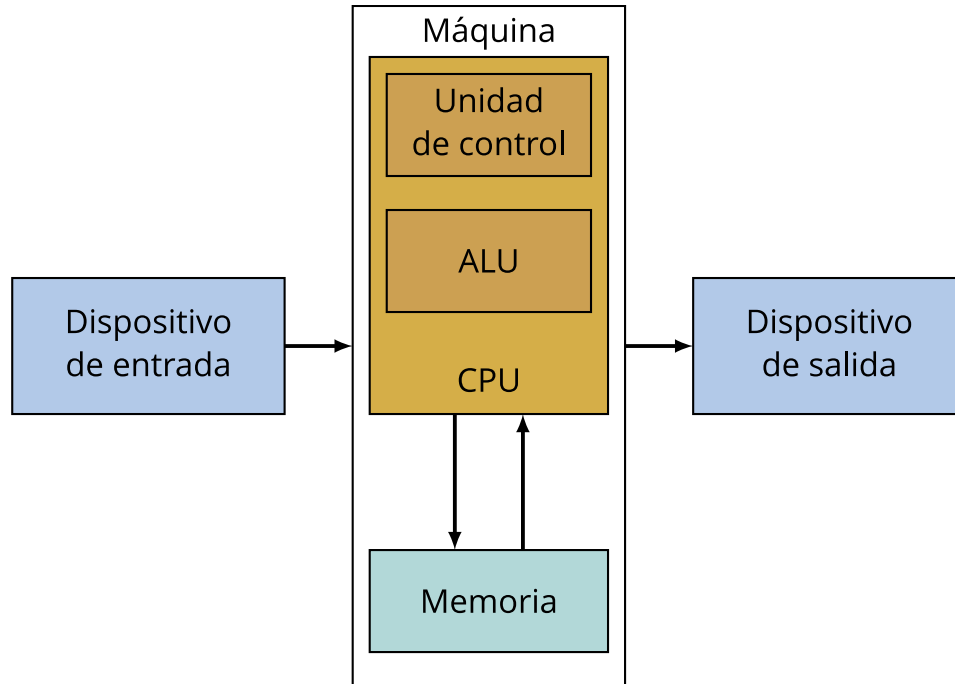 Máquina
Unidad
de control
ALU
CPU
Dispositivo
de entrada
Dispositivo
de salida
Memoria